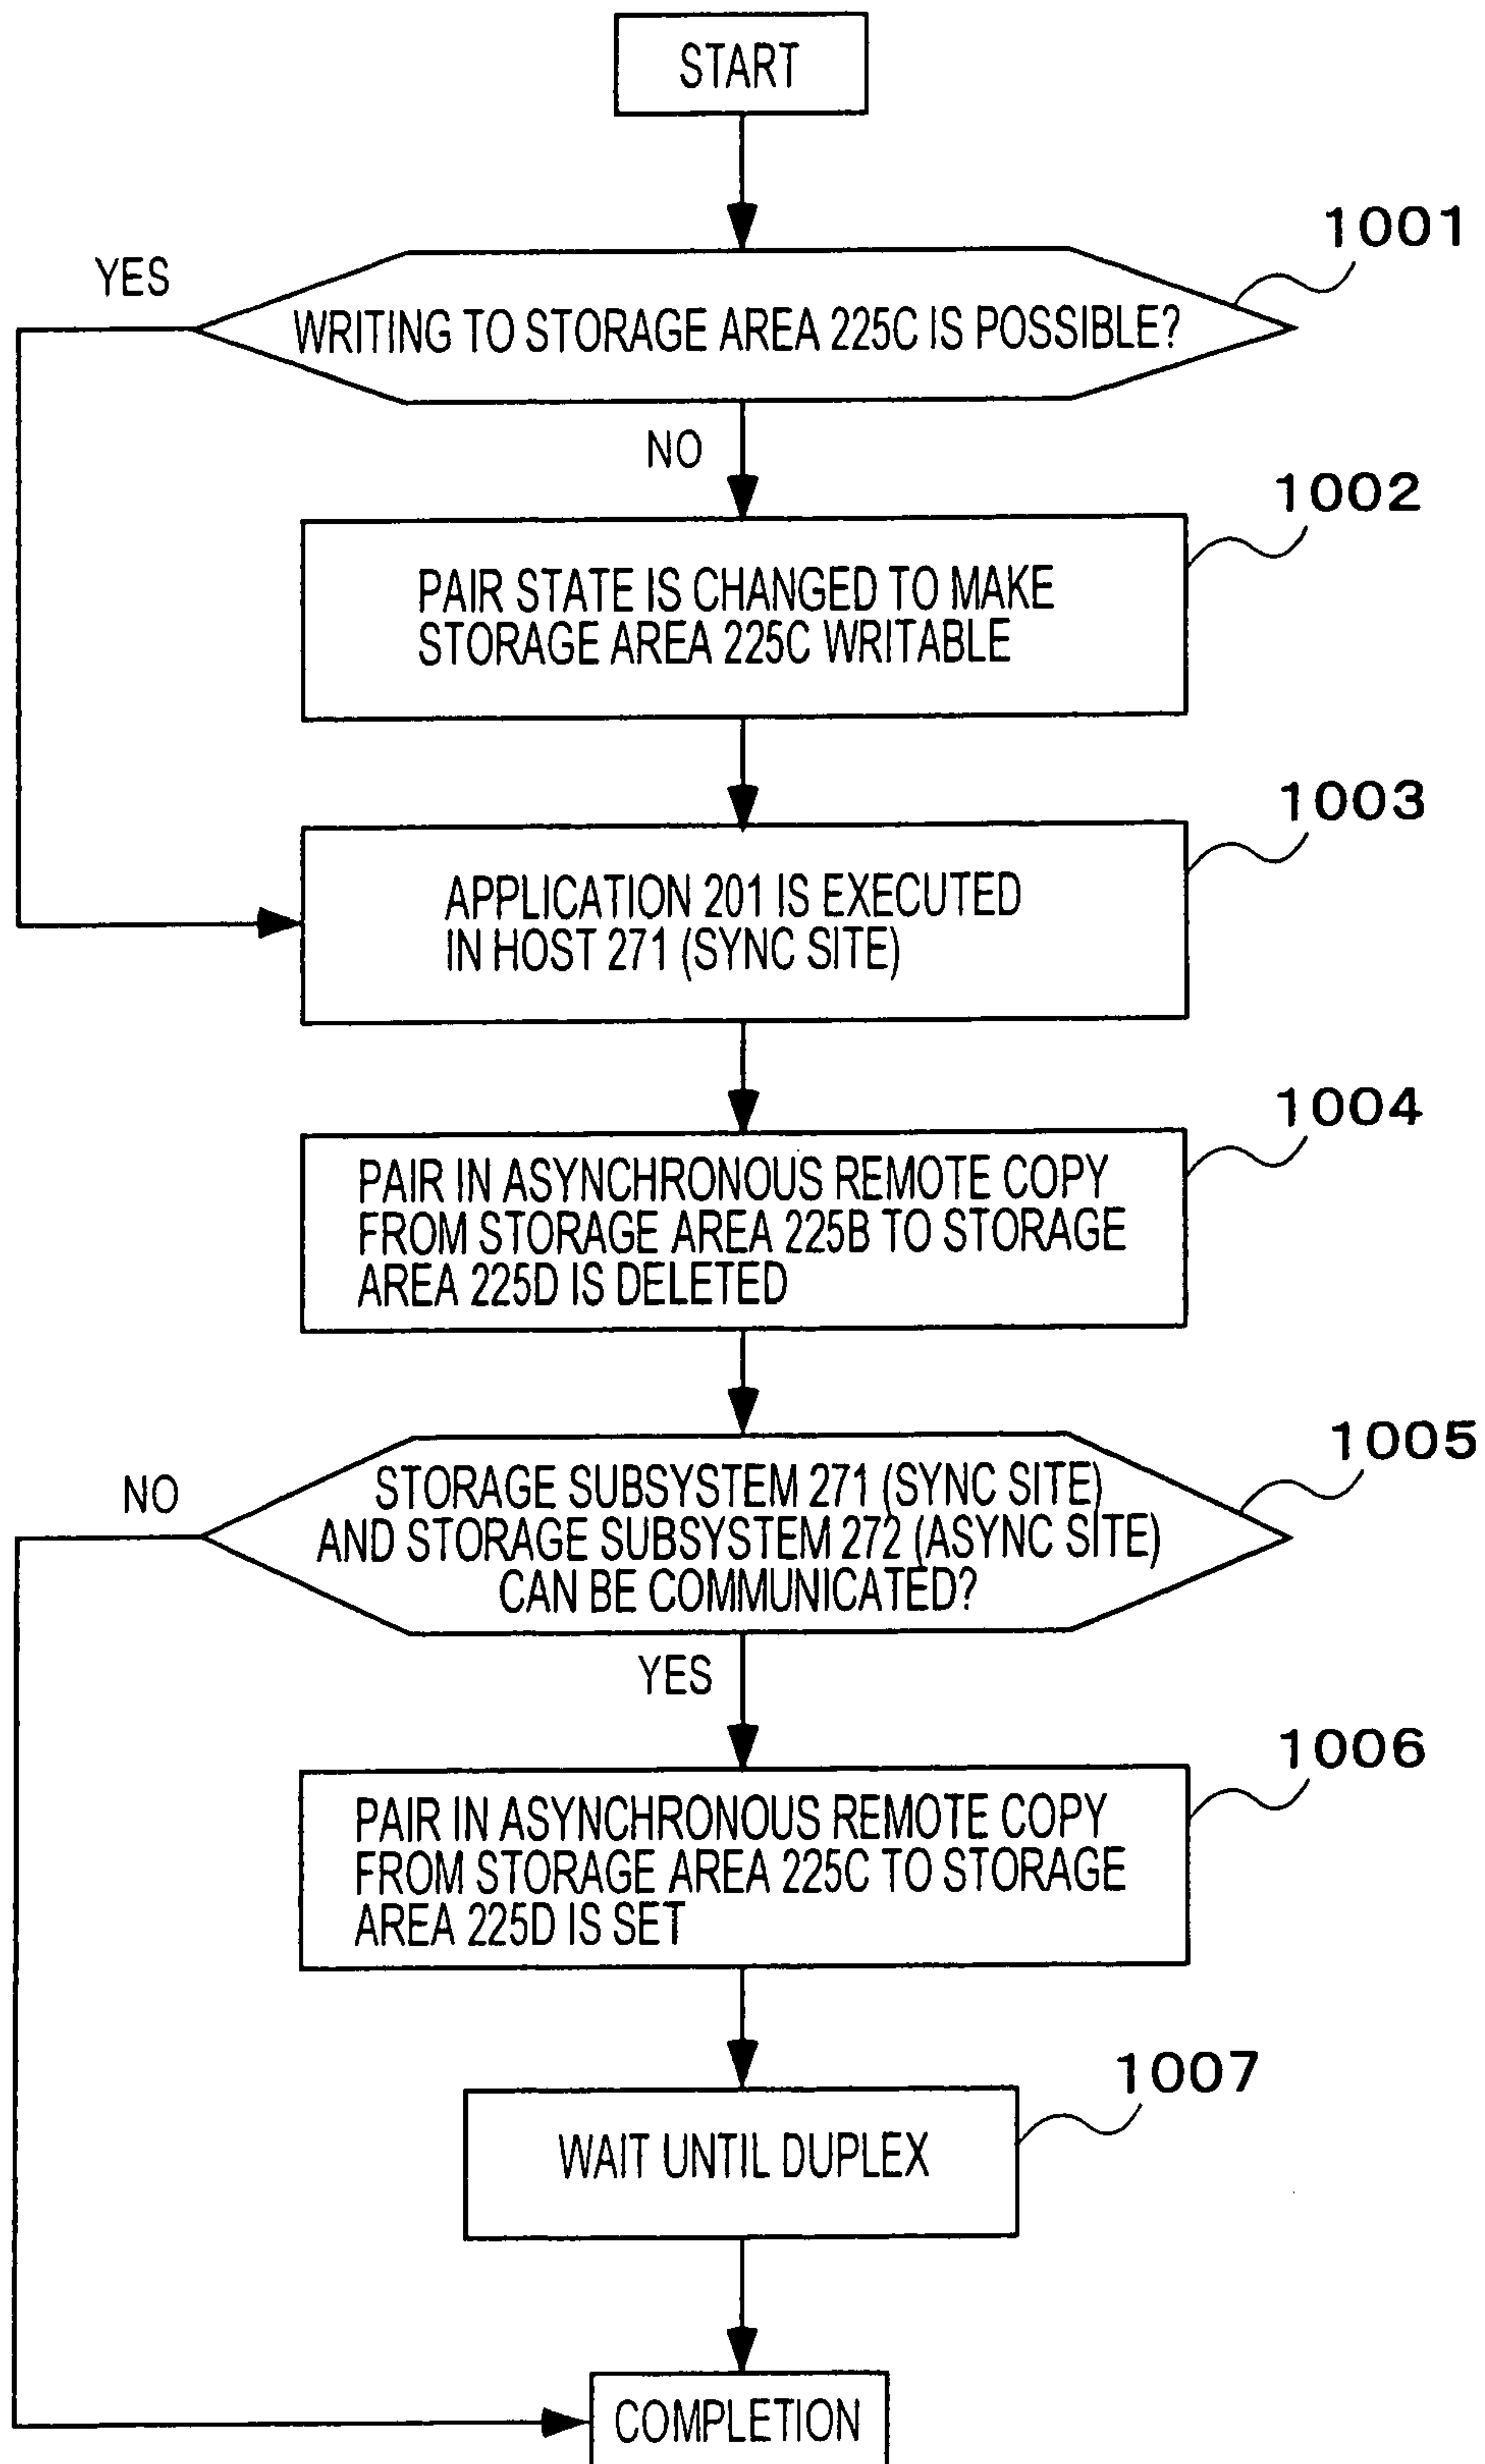 START
1001
YES
WRITING TO STORAGE AREA 225C IS POSSIBLE?
NO
1002
PAIR STATE IS CHANGED TO MAKE
STORAGE AREA 225C WRITABLE
1003
APPLICATION 201 IS EXECUTED
IN HOST 271 (SYNC SITE)
1004
PAIR IN ASYNCHRONOUS REMOTE COPY
FROM STORAGE AREA 225B TO STORAGE
AREA 225D IS DELETED
1005
NO
STORAGE SUBSYSTEM 271 (SYNC SITE)
AND STORAGE SUBSYSTEM 272 (ASYNC SITE)
CAN BE COMMUNICATED?
YES
1006
PAIR IN ASYNCHRONOUS REMOTE COPY
FROM STORAGE AREA 225C TO STORAGE
AREA 225D IS SET
1007
WAIT UNTIL DUPLEX
COMPLETION